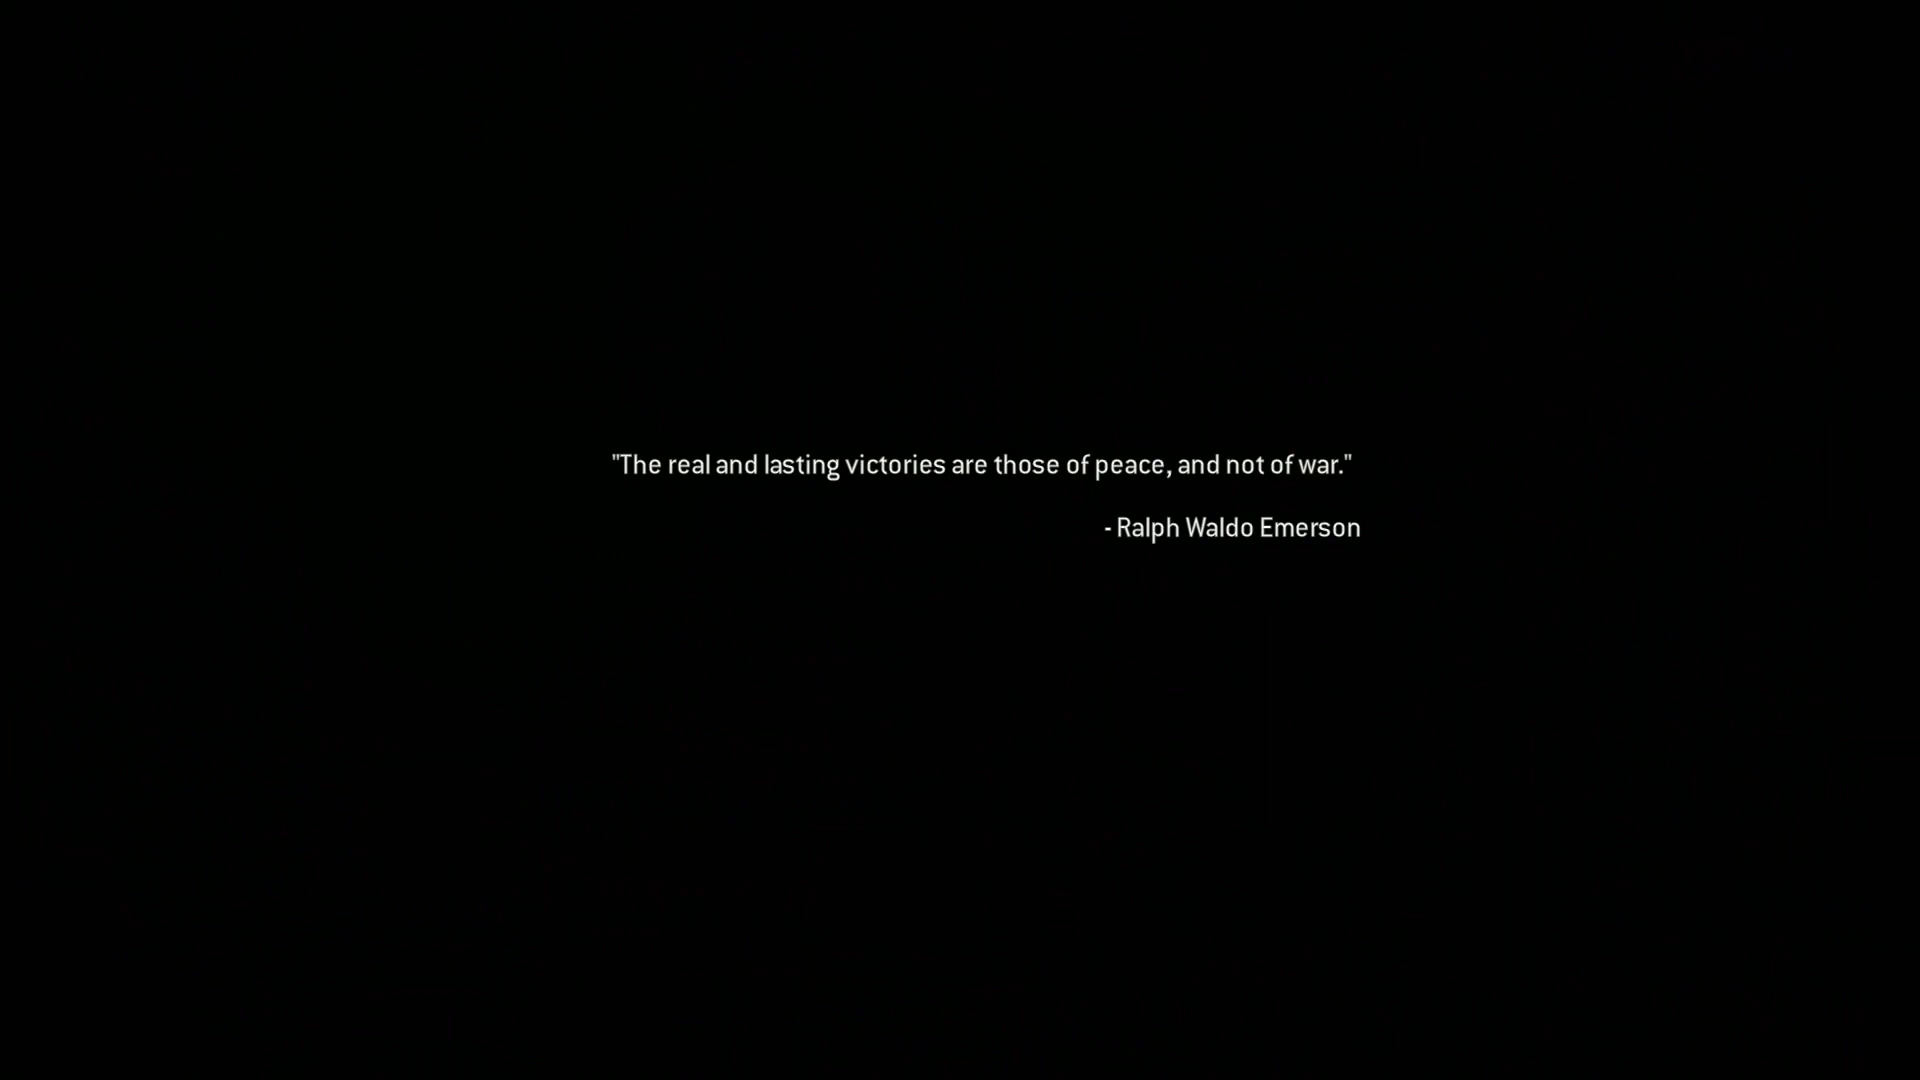 "The real and lasting victories are those of peace, and not of war."
- Ralph Waldo Emerson